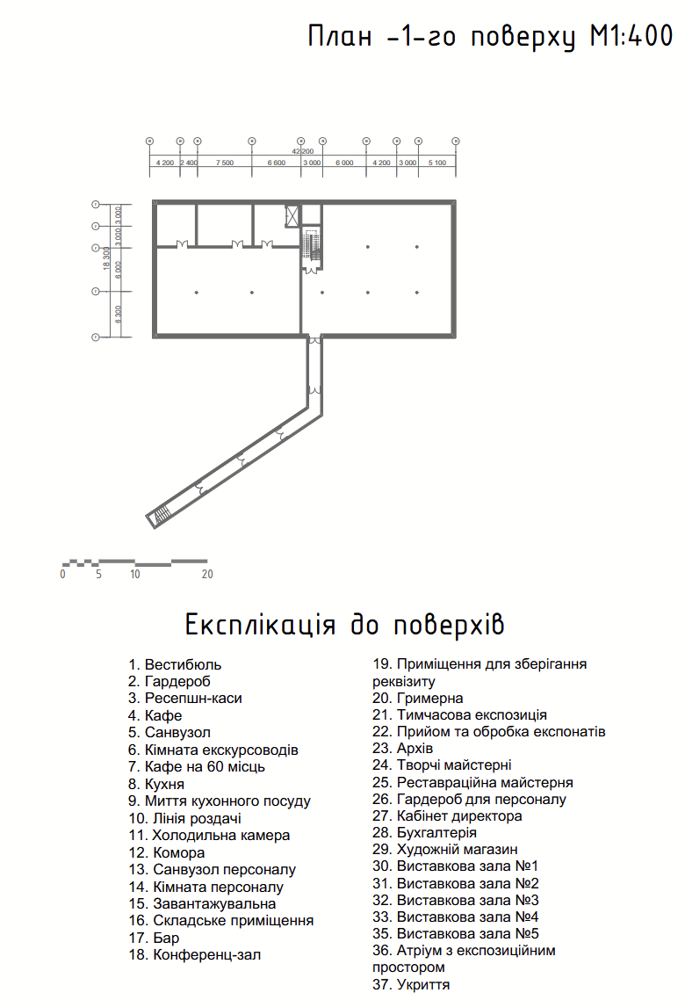 План -1-го поверху М1:400
42 200
4 200 2 400 7 500 6 600 3 000 6 000 4 200 3 000 5 100
3 000
3 000
18 300
6 000
6 300
0 5 10 20
Експлікація до поверхів
1. Вестибюль
2. Гардероб
3. Ресепшн-каси
4. Кафе
5. Санвузол
6. Кімната екскурсоводів
7. Кафе на 60 місць
8. Кухня
9. Миття кухонного посуду
10. Лінія роздачі
11. Холодильна камера
12. Комора
13. Санвузол персоналу
14. Кімната персоналу
15. Завантажувальна
16. Складське приміщення
17. Бар
18. Конференц-зал
19. Приміщення для зберігання
реквізиту
20. Гримерна
21. Тимчасова експозиція
22. Прийом та обробка експонатів
23. Архів
24. Творчі майстерні
25. Реставраційна майстерня
26. Гардероб для персоналу
27. Кабінет директора
28. Бухгалтерія
29. Художній магазин
30. Виставкова зала №1
31. Виставкова зала №2
32. Виставкова зала №3
33. Виставкова зала №4
35. Виставкова зала №5
36. Атріум з експозиційним
простором
37. Укриття